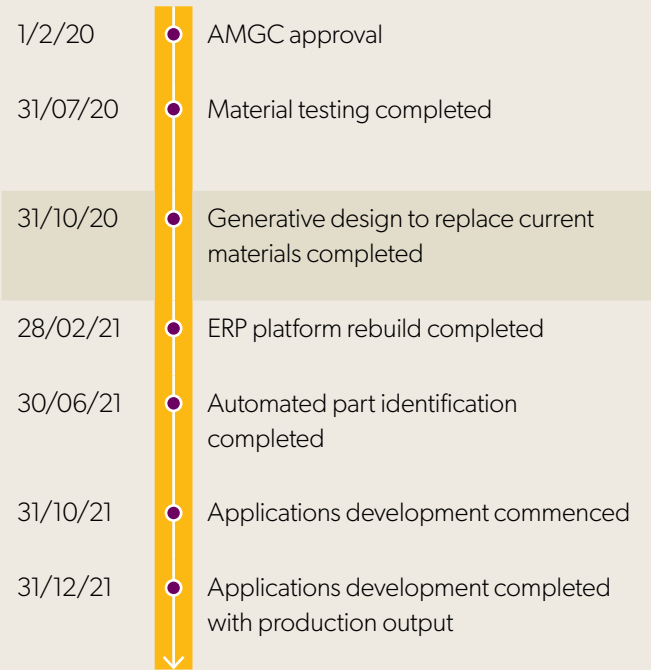 1/2/20 AMGC approval
31/07/20 Material testing completed
31/10/20 Generative design to replace current
materials completed
28/02/21 ERP platform rebuild completed
30/06/21 Automated part identification
completed
31/10/21 Applications development commenced
31/12/21 Applications development completed
with production output